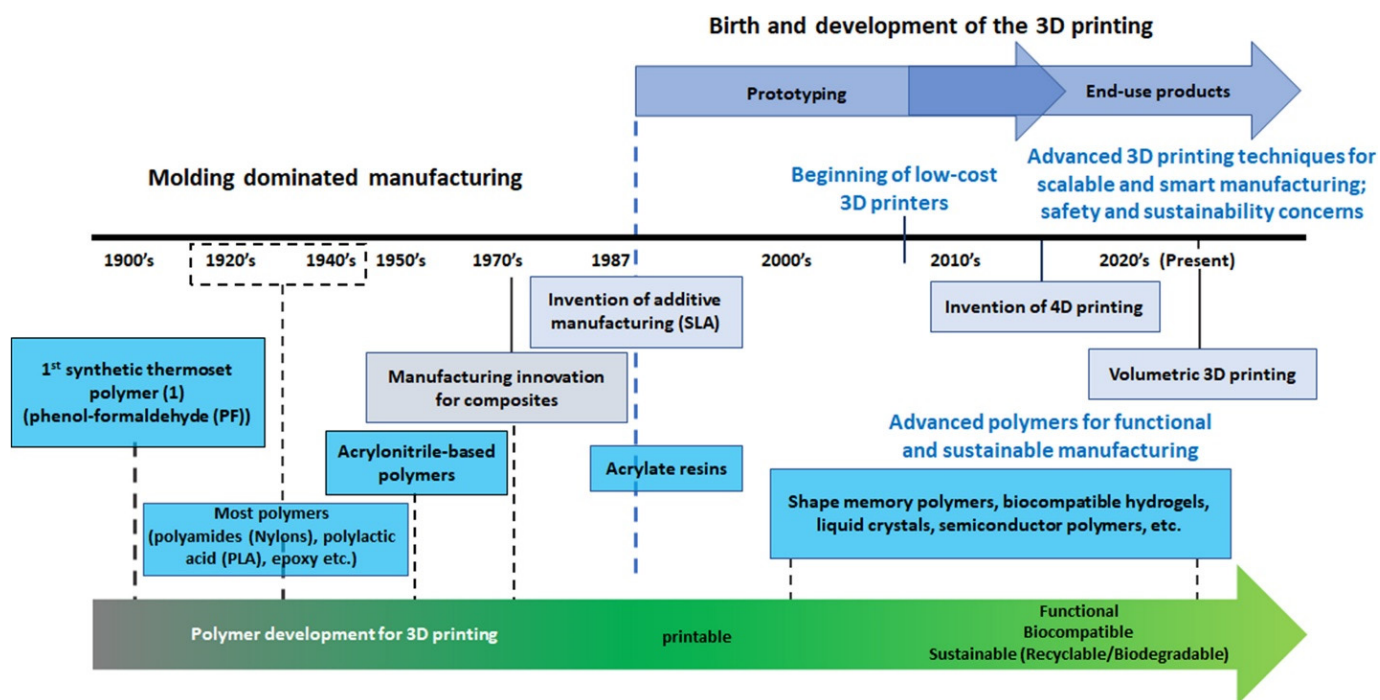 Birth and development of the 3D printing
Prototyping
End-use products
Molding dominated manufacturing
Beginning of low-cost
3D printers
Advanced 3D printing techniques for
scalable and smart manufacturing;
safety and sustainability concerns
1900’s
1920’s
1940’s
1950’s
1970’s
1987
2000’s
2010’s
2020’s (Present)
Invention of additive
manufacturing (SLA)
Invention of 4D printing
1st synthetic thermoset
polymer (1)
(phenol-formaldehyde (PF))
Manufacturing innovation
for composites
Volumetric 3D printing
Acrylonitrile-based
polymers
Acrylate resins
Advanced polymers for functional
and sustainable manufacturing
Most polymers
(polyamides (Nylons), polylactic
acid (PLA), epoxy etc.)
Shape memory polymers, biocompatible hydrogels,
liquid crystals, semiconductor polymers, etc.
Polymer development for 3D printing
printable
Functional
Biocompatible
Sustainable (Recyclable/Biodegradable)